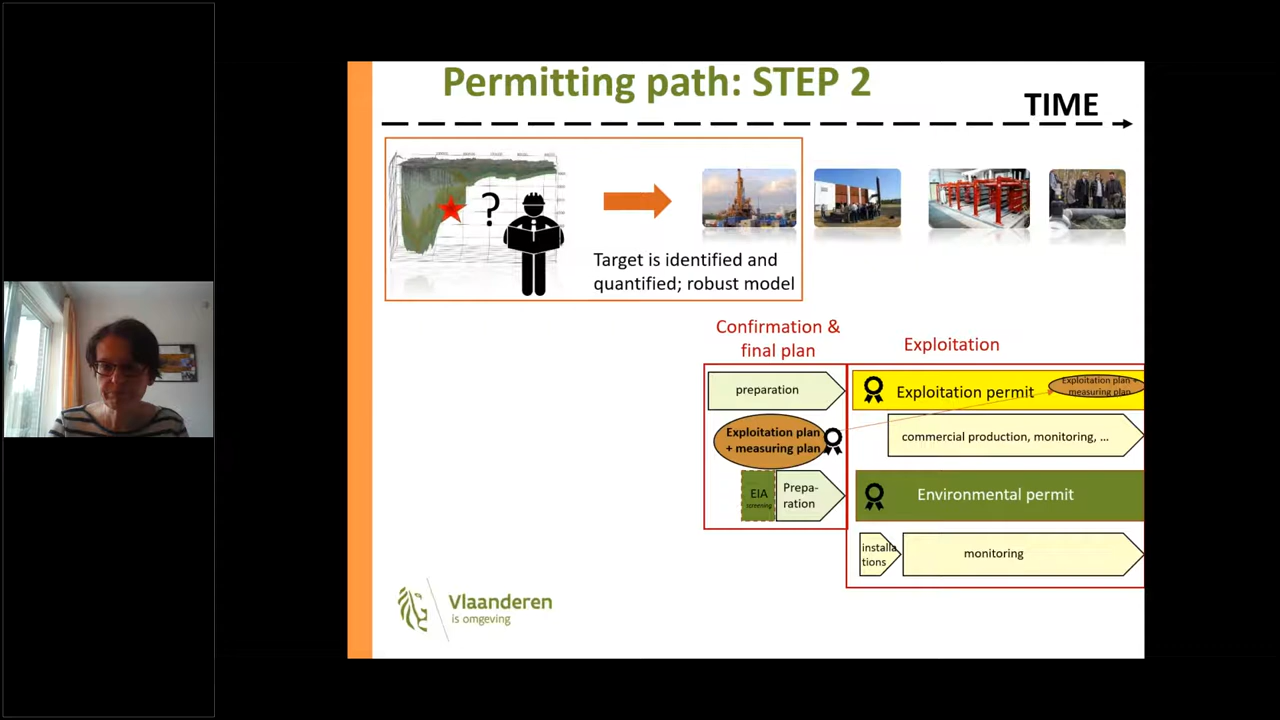 Permitting path: STEP 2
TIME
?
Target is identified and
quantified; robust model
Confirmation &
final plan
Exploitation
preparation
Exploitation permit
Exploitation plan +
measuring plan
Exploitation plan
+ measuring plan
commercial production, monitoring, ...
EIA
screening
Prepa-
ration
Environmental permit
installa
tions
monitoring
Vlaanderen
is omgeving